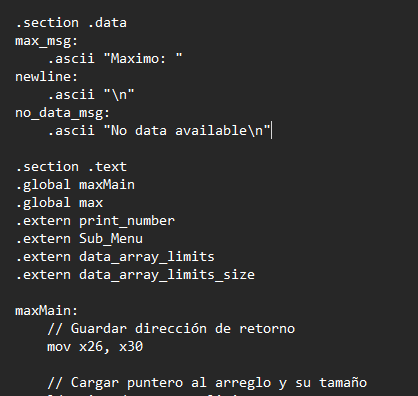 .section .data
max_msg:
    .ascii "Maximo: "
newline:
    .ascii "\n"
no_data_msg:
    .ascii "No data available\n"

.section .text
.global maxMain
.global max
.extern print_number
.extern Sub_Menu
.extern data_array_limits
.extern data_array_limits_size

maxMain:
    // Guardar dirección de retorno
    mov x26, x30

    // Cargar puntero al arreglo y su tamaño